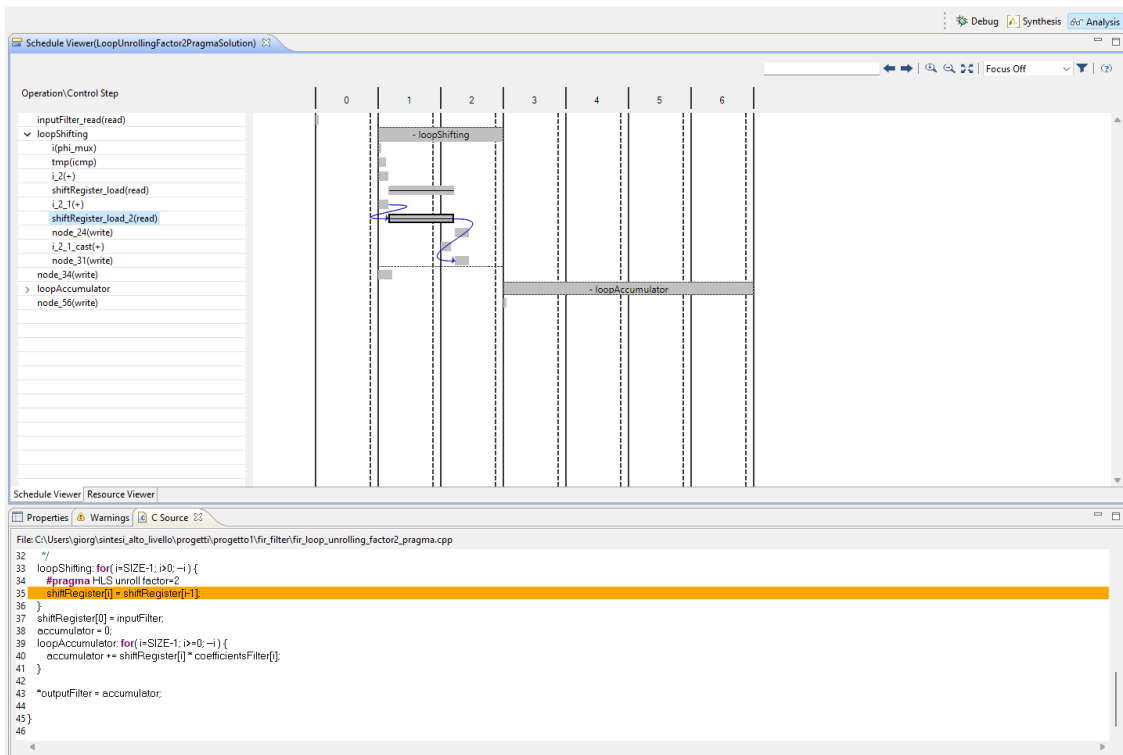 Debug Synthesis Analysis
Schedule Viewer(LoopUnrollingFactor2PragmaSolution)
Focus Off
Operation\Control Step 0 1 2 3 4 5 6
inputFilter_read(read)
loopShifting - loopShifting
i(phi_mux)
tmp(icmp)
i_2(+)
shiftRegister_load(read)
i_2_1(+)
shiftRegister_load_2(read)
node_24(write)
i_2_1_cast(+)
node_31(write)
node_34(write)
loopAccumulator - loopAccumulator
node_56(write)
Schedule Viewer Resource Viewer
Properties Warnings C Source
File: C:\Users\giorg\sintesi_alto_livello\progetti\progetto1\fir_filter\fir_loop_unrolling_factor2_pragma.cpp
32 */
33 loopShifting: for( i=SIZE-1; i>0; --i ) {
34 #pragma HLS unroll factor=2
35 shiftRegister[i] = shiftRegister[i-1];
36 }
37 shiftRegister[0] = inputFilter;
38 accumulator = 0;
39 loopAccumulator: for( i=SIZE-1; i>=0; --i ) {
40 accumulator += shiftRegister[i] * coefficientsFilter[i];
41 }
42
43 *outputFilter = accumulator;
44
45 }
46